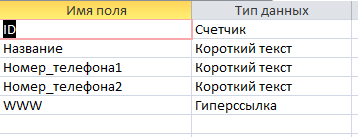 Имя поля Тип данных
ID Счетчик
Название Короткий текст
Номер_телефона1 Короткий текст
Номер_телефона2 Короткий текст
WWW Гиперссылка